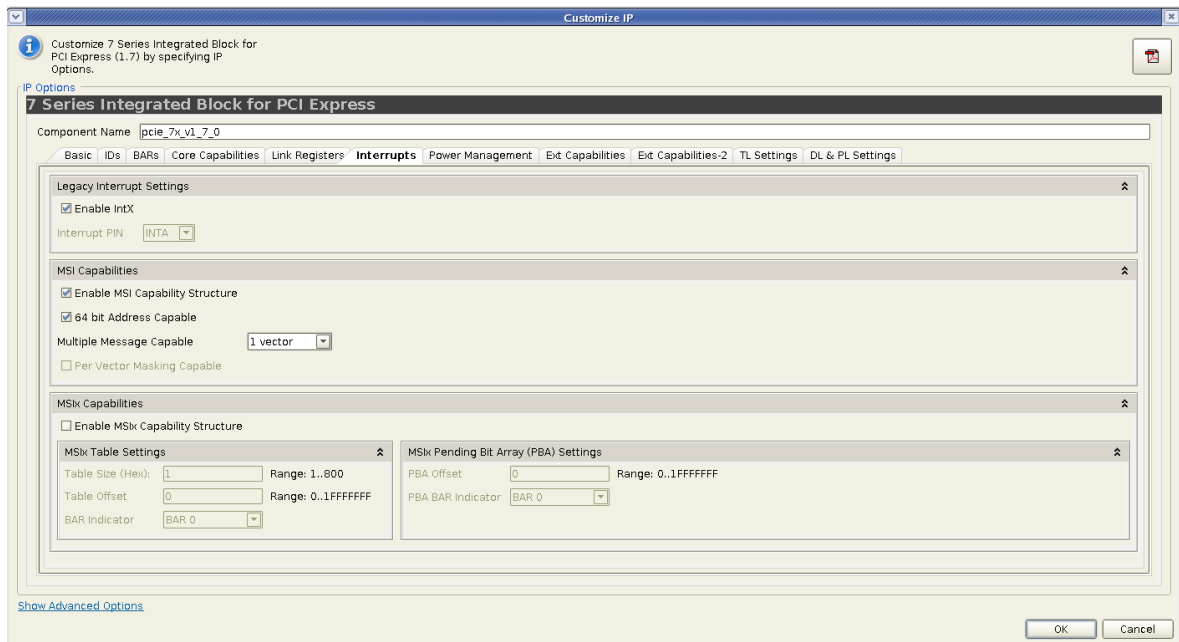 Customize IP
Customize 7 Series Integrated Block for
PCI Express (1.7) by specifying IP
Options.
IP Options
7 Series Integrated Block for PCI Express
Component Name pcie_7x_v1_7_0
Basic IDs BARs Core Capabilities Link Registers Interrupts Power Management Ext Capabilities Ext Capabilities-2 TL Settings DL & PL Settings
Legacy Interrupt Settings
Enable IntX
Interrupt PIN INTA
MSI Capabilities
Enable MSI Capability Structure
64 bit Address Capable
Multiple Message Capable 1 vector
Per Vector Masking Capable
MSIx Capabilities
Enable MSIx Capability Structure
MSIx Table Settings
Table Size (Hex): 1 Range: 1..800
Table Offset 0 Range: 0..1FFFFFFF
BAR Indicator BAR 0
MSIx Pending Bit Array (PBA) Settings
PBA Offset 0 Range: 0..1FFFFFFF
PBA BAR Indicator BAR 0
Show Advanced Options
OK Cancel